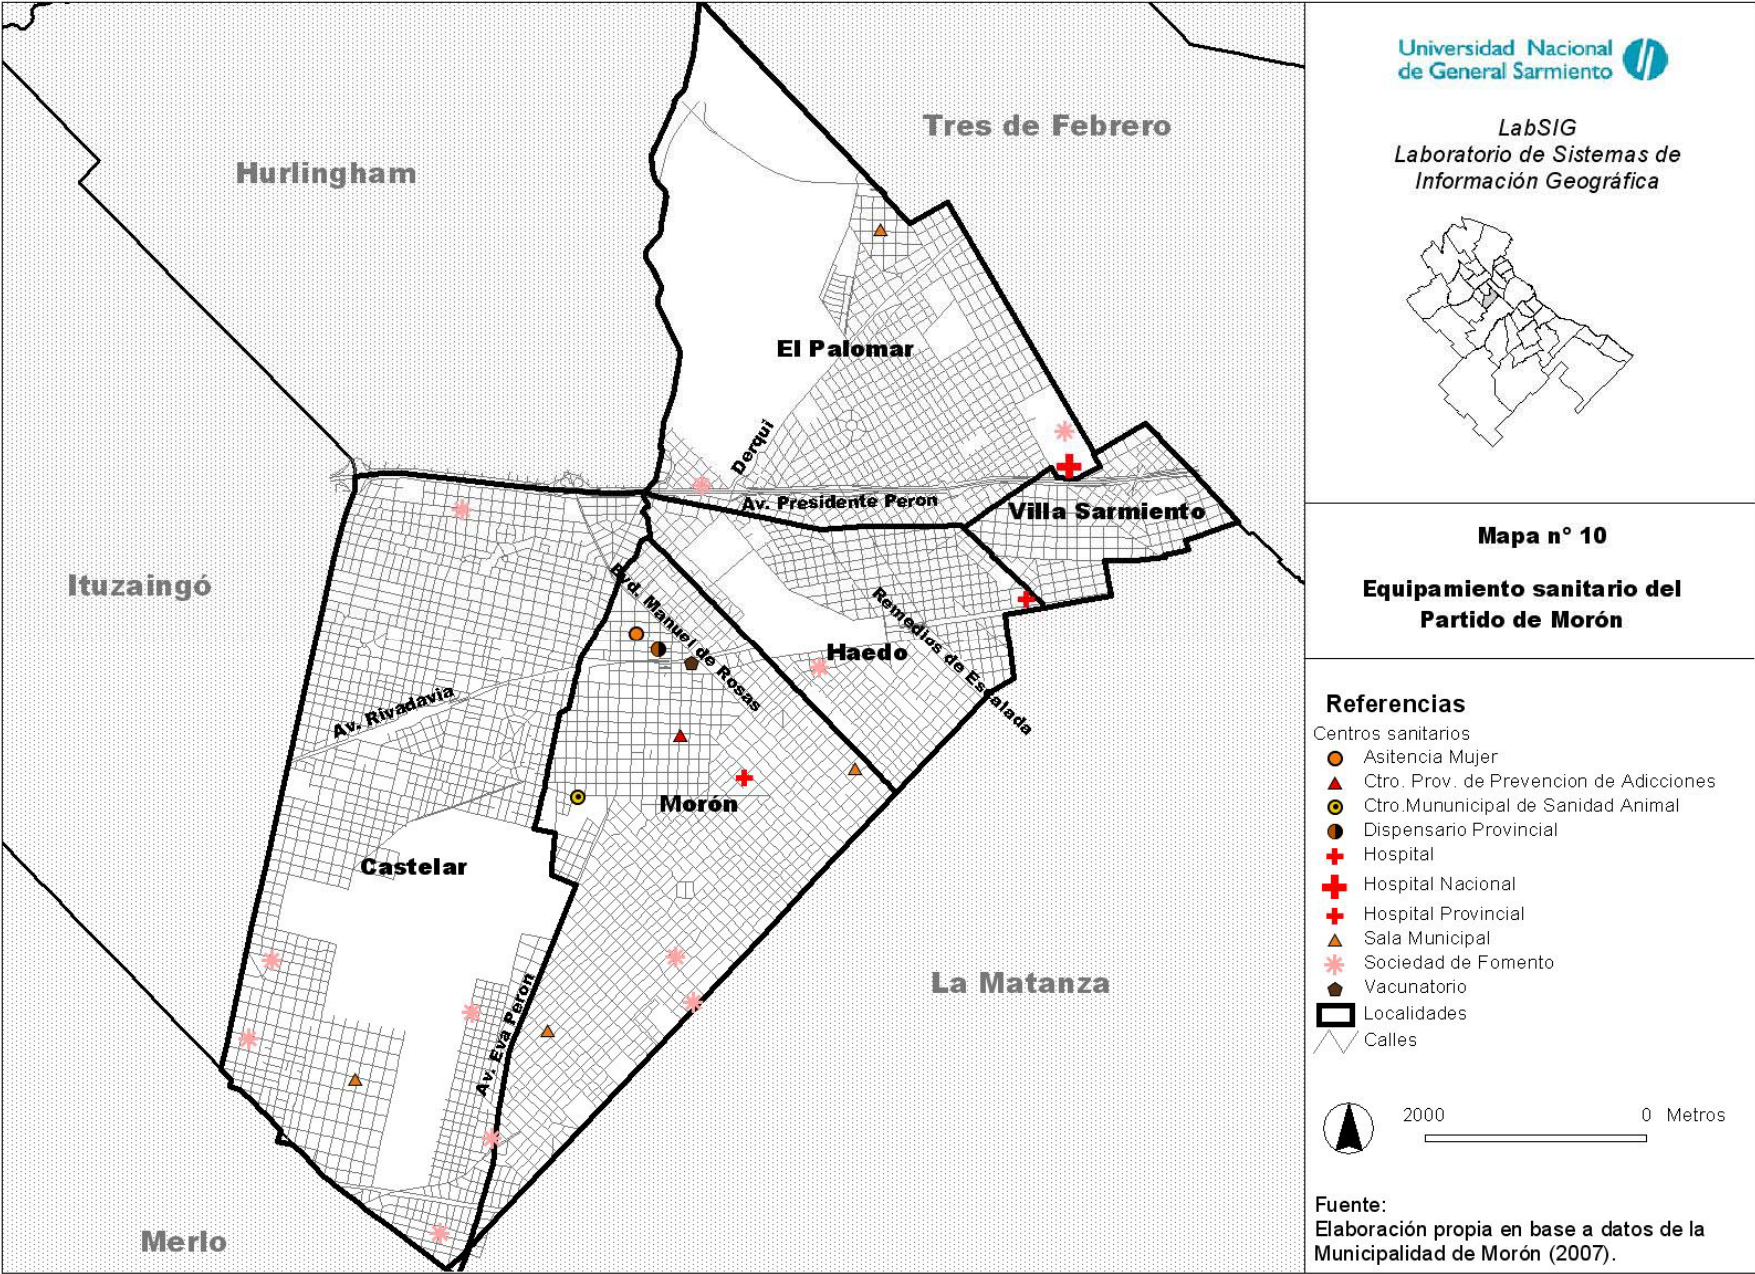 Universidad Nacional
de General Sarmiento
LabSIG
Laboratorio de Sistemas de
Información Geográfica
Mapa n° 10
Equipamiento sanitario del
Partido de Morón
Referencias
Centros sanitarios
Asitencia Mujer
Ctro. Prov. de Prevencion de Adicciones
Ctro.Mununicipal de Sanidad Animal
Dispensario Provincial
Hospital
Hospital Nacional
Hospital Provincial
Sala Municipal
Sociedad de Fomento
Vacunatorio
Localidades
Calles
2000 0 Metros
Fuente:
Elaboración propia en base a datos de la
Municipalidad de Morón (2007).
Tres de Febrero
Hurlingham
El Palomar
Derqui
Av. Presidente Peron
Villa Sarmiento
Ituzaingó
Blvd. Manuel de Rosas
Remedios de Escalada
Haedo
Av. Rivadavia
Morón
Castelar
Av. Eva Peron
La Matanza
Merlo